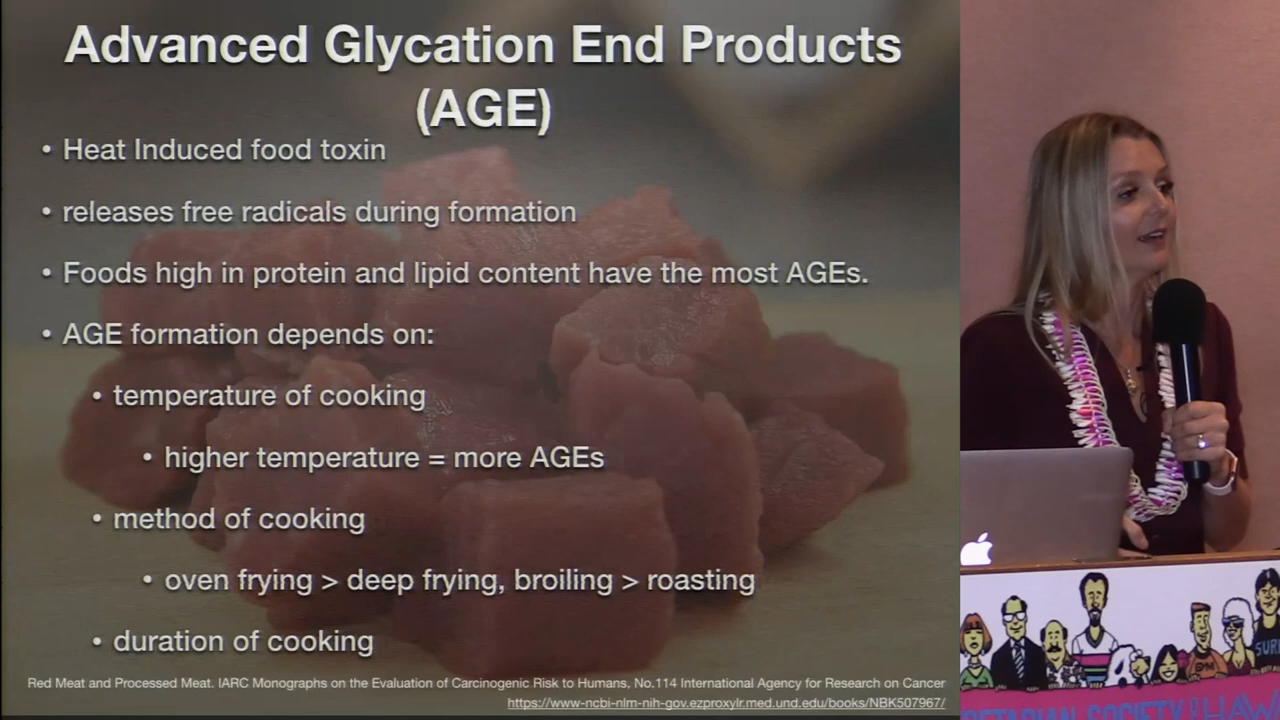 Advanced Glycation End Products
(AGE)
• Heat Induced food toxin
• releases free radicals during formation
• Foods high in protein and lipid content have the most AGEs.
• AGE formation depends on:
• temperature of cooking
• higher temperature = more AGEs
• method of cooking
• oven frying > deep frying, broiling > roasting
• duration of cooking
Red Meat and Processed Meat. IARC Monographs on the Evaluation of Carcinogenic Risk to Humans, No.114 International Agency for Research on Cancer
https://www-ncbi-nlm-nih-gov.ezproxylr.med.und.edu/books/NBK507967/
SUR
SOCIETY